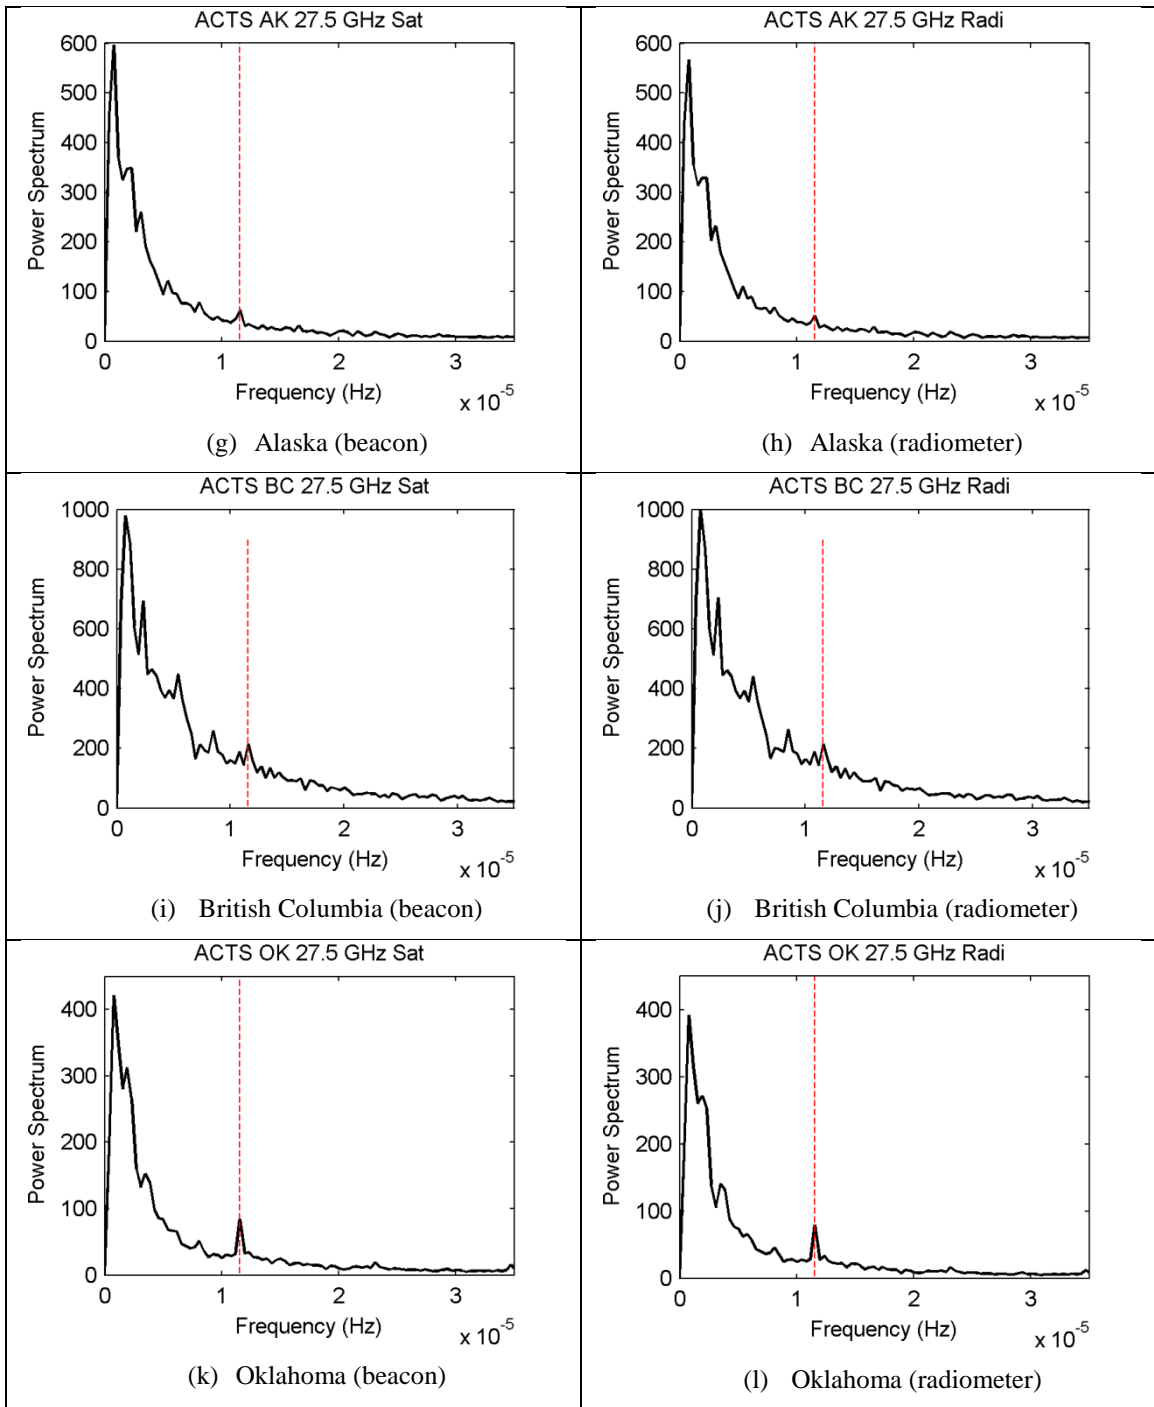 ACTS AK 27.5 GHz Sat
600
500
400
300
200
100
0
Power Spectrum
0 1 2 3
Frequency (Hz)
x 10-5
(g) Alaska (beacon)
ACTS AK 27.5 GHz Radi
600
500
400
300
200
100
0
Power Spectrum
0 1 2 3
Frequency (Hz)
x 10-5
(h) Alaska (radiometer)
ACTS BC 27.5 GHz Sat
1000
800
600
400
200
0
Power Spectrum
0 1 2 3
Frequency (Hz)
x 10-5
(i) British Columbia (beacon)
ACTS BC 27.5 GHz Radi
1000
800
600
400
200
0
Power Spectrum
0 1 2 3
Frequency (Hz)
x 10-5
(j) British Columbia (radiometer)
ACTS OK 27.5 GHz Sat
400
300
200
100
0
Power Spectrum
0 1 2 3
Frequency (Hz)
x 10-5
(k) Oklahoma (beacon)
ACTS OK 27.5 GHz Radi
400
300
200
100
0
Power Spectrum
0 1 2 3
Frequency (Hz)
x 10-5
(l) Oklahoma (radiometer)